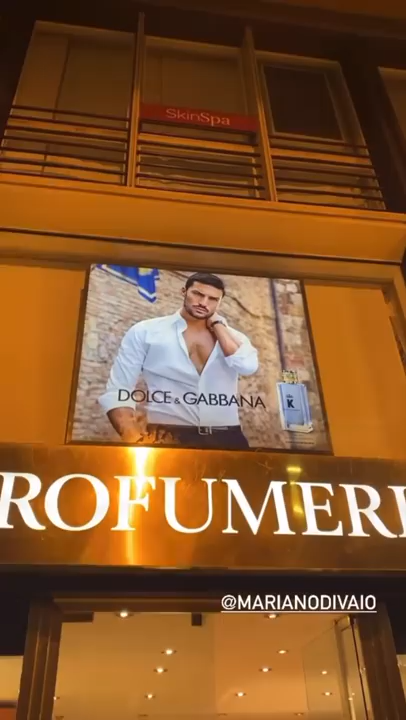 SkinSpa
DOLCE & GABBANA
K
ROFUMERI
@MARIANODIVAIO